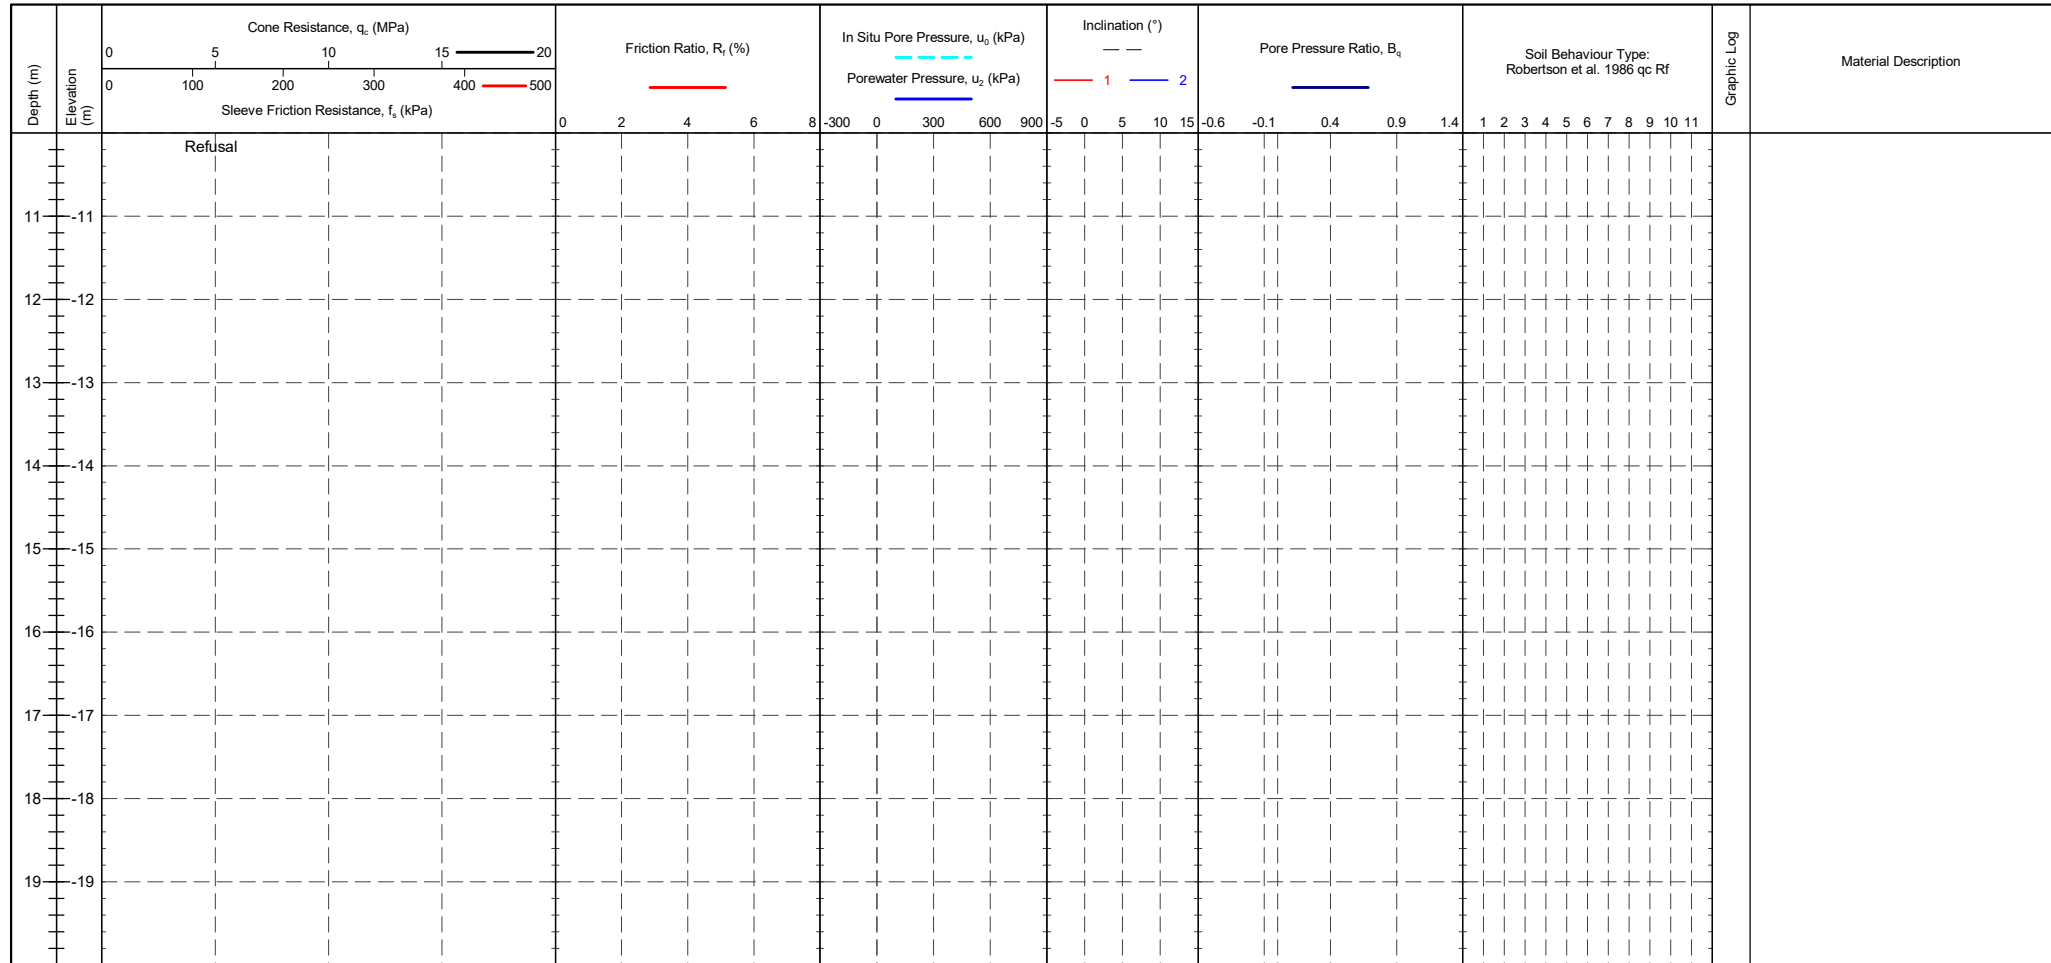 Depth (m)
Elevation (m)
Cone Resistance, qc (MPa)
0 5 10 15 20
0 100 200 300 400 500
Sleeve Friction Resistance, fs (kPa)
Friction Ratio, Rf (%)
0 2 4 6 8
In Situ Pore Pressure, u0 (kPa)
Porewater Pressure, u2 (kPa)
-300 0 300 600 900
Inclination (°)
1 2
-5 0 5 10 15
Pore Pressure Ratio, Bq
-0.6 -0.1 0.4 0.9 1.4
Soil Behaviour Type:
Robertson et al. 1986 qc Rf
1 2 3 4 5 6 7 8 9 10 11
Graphic Log
Material Description
Refusal
11 -11
12 -12
13 -13
14 -14
15 -15
16 -16
17 -17
18 -18
19 -19